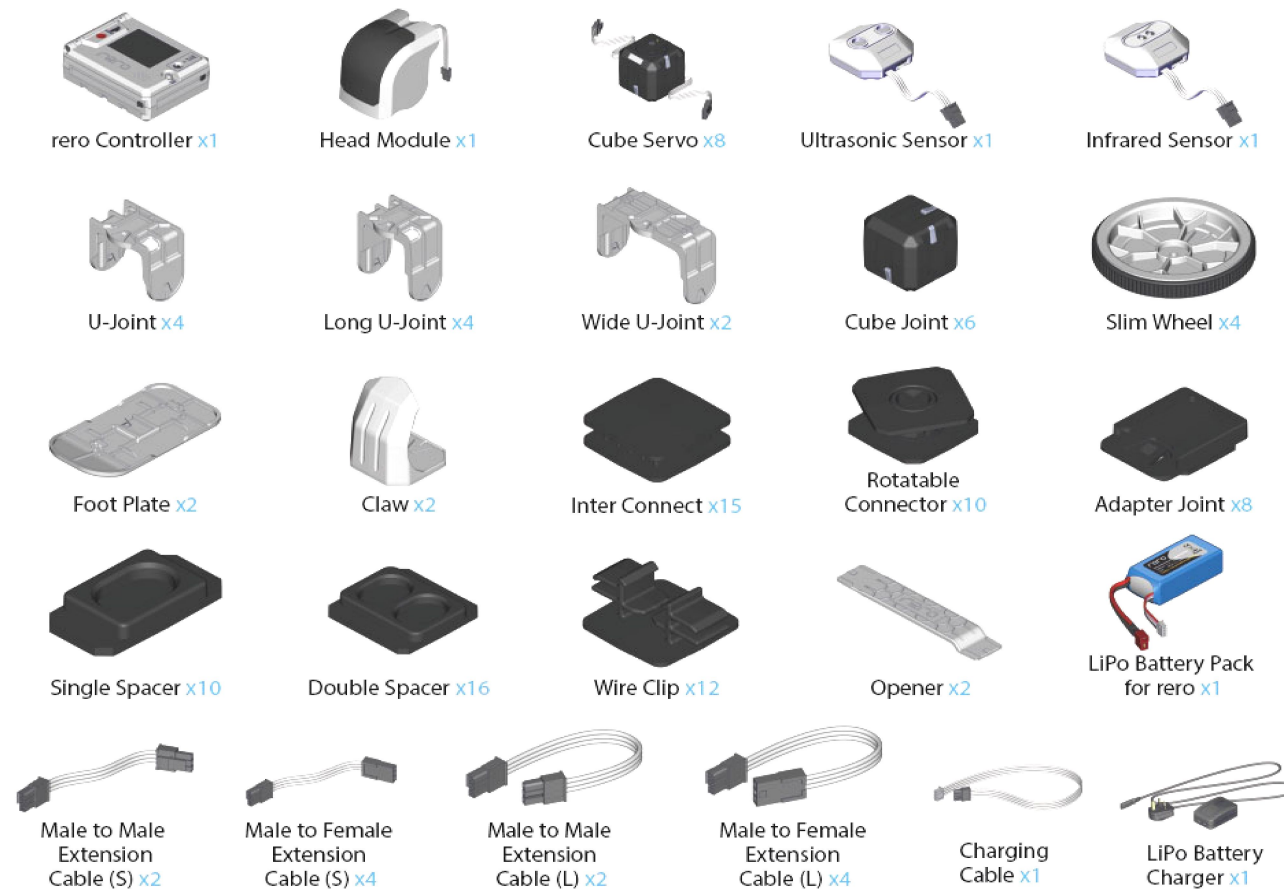 rero Controller x1
Head Module x1
Cube Servo x8
Ultrasonic Sensor x1
Infrared Sensor x1
U-Joint x4
Long U-Joint x4
Wide U-Joint x2
Cube Joint x6
Slim Wheel x4
Foot Plate x2
Claw x2
Inter Connect x15
Rotatable
Connector x10
Adapter Joint x8
Single Spacer x10
Double Spacer x16
Wire Clip x12
Opener x2
rero
LiPo Battery Pack
for rero x1
Male to Male
Extension
Cable (S) x2
Male to Female
Extension
Cable (S) x4
Male to Male
Extension
Cable (L) x2
Male to Female
Extension
Cable (L) x4
Charging
Cable x1
LiPo Battery
Charger x1